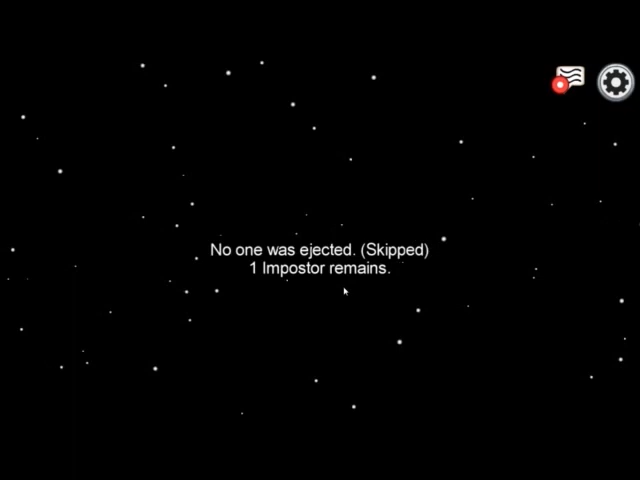 No one was ejected. (Skipped)
1 Impostor remains.